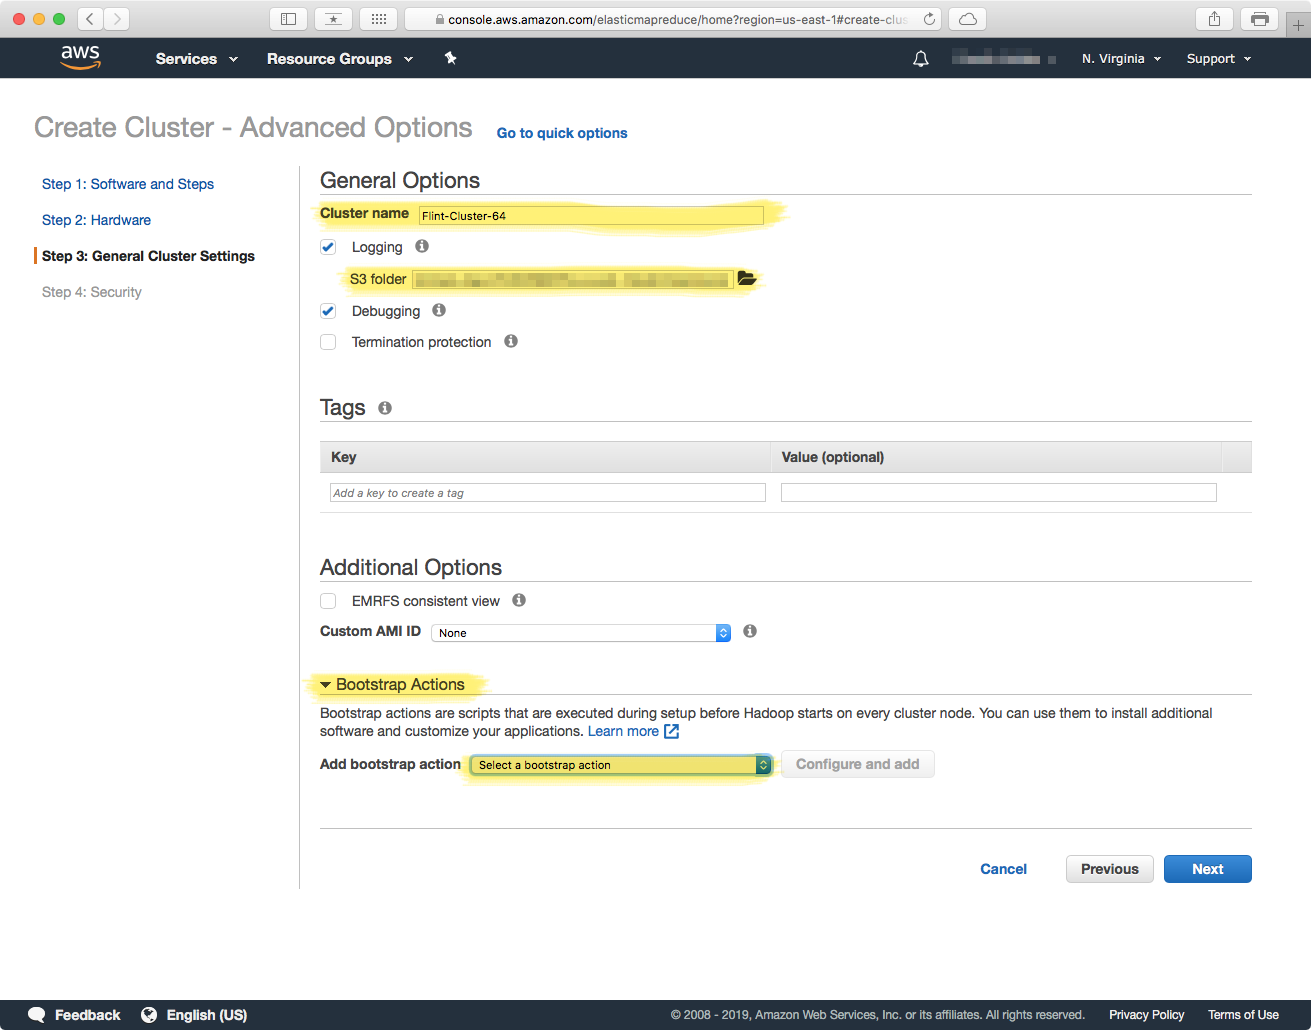 console.aws.amazon.com/elasticmapreduce/home?region=us-east-1#create-clus
aws
Services
Resource Groups
N. Virginia
Support
Create Cluster - Advanced Options
Go to quick options
Step 1: Software and Steps
Step 2: Hardware
Step 3: General Cluster Settings
Step 4: Security
General Options
Cluster name Flint-Cluster-64
Logging
S3 folder
Debugging
Termination protection
Tags
Key Value (optional)
Add a key to create a tag
Additional Options
EMRFS consistent view
Custom AMI ID None
Bootstrap Actions
Bootstrap actions are scripts that are executed during setup before Hadoop starts on every cluster node. You can use them to install additional
software and customize your applications. Learn more
Add bootstrap action Select a bootstrap action Configure and add
Cancel Previous Next
Feedback English (US) © 2008 - 2019, Amazon Web Services, Inc. or its affiliates. All rights reserved. Privacy Policy Terms of Use